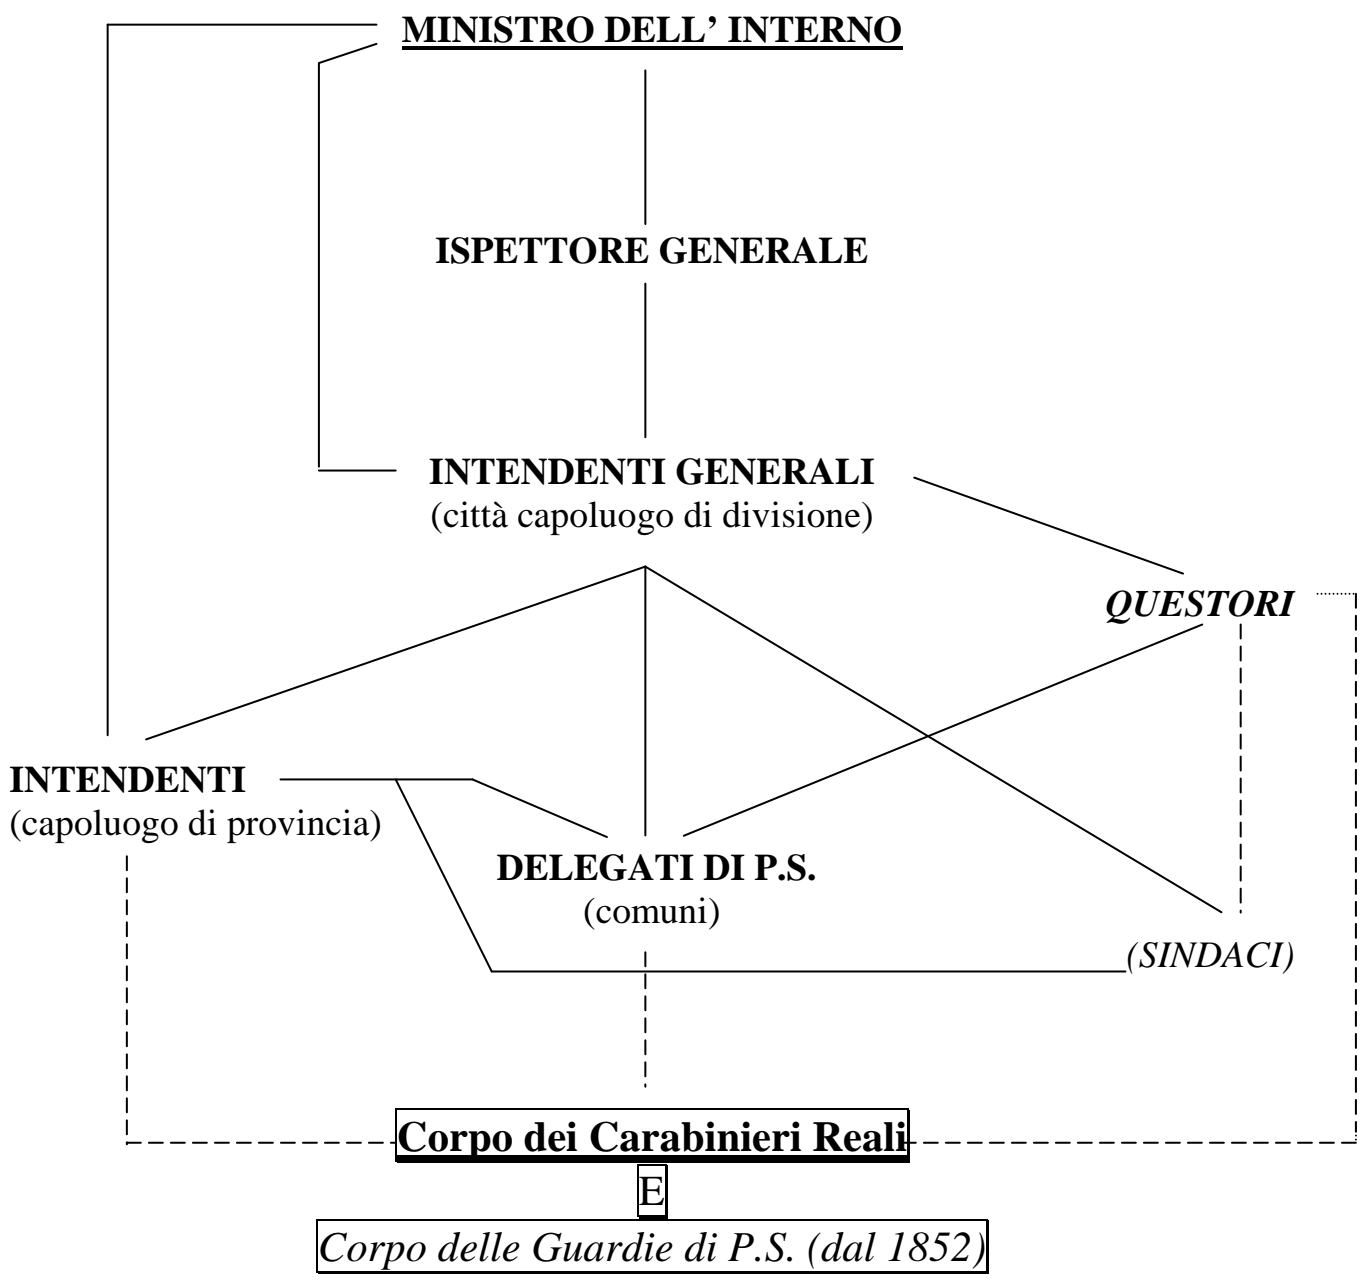 MINISTRO DELL' INTERNO
ISPETTORE GENERALE
INTENDENTI GENERALI
(città capoluogo di divisione)
QUESTORI
INTENDENTI
(capoluogo di provincia)
DELEGATI DI P.S.
(comuni)
(SINDACI)
Corpo dei Carabinieri Reali
E
Corpo delle Guardie di P.S. (dal 1852)